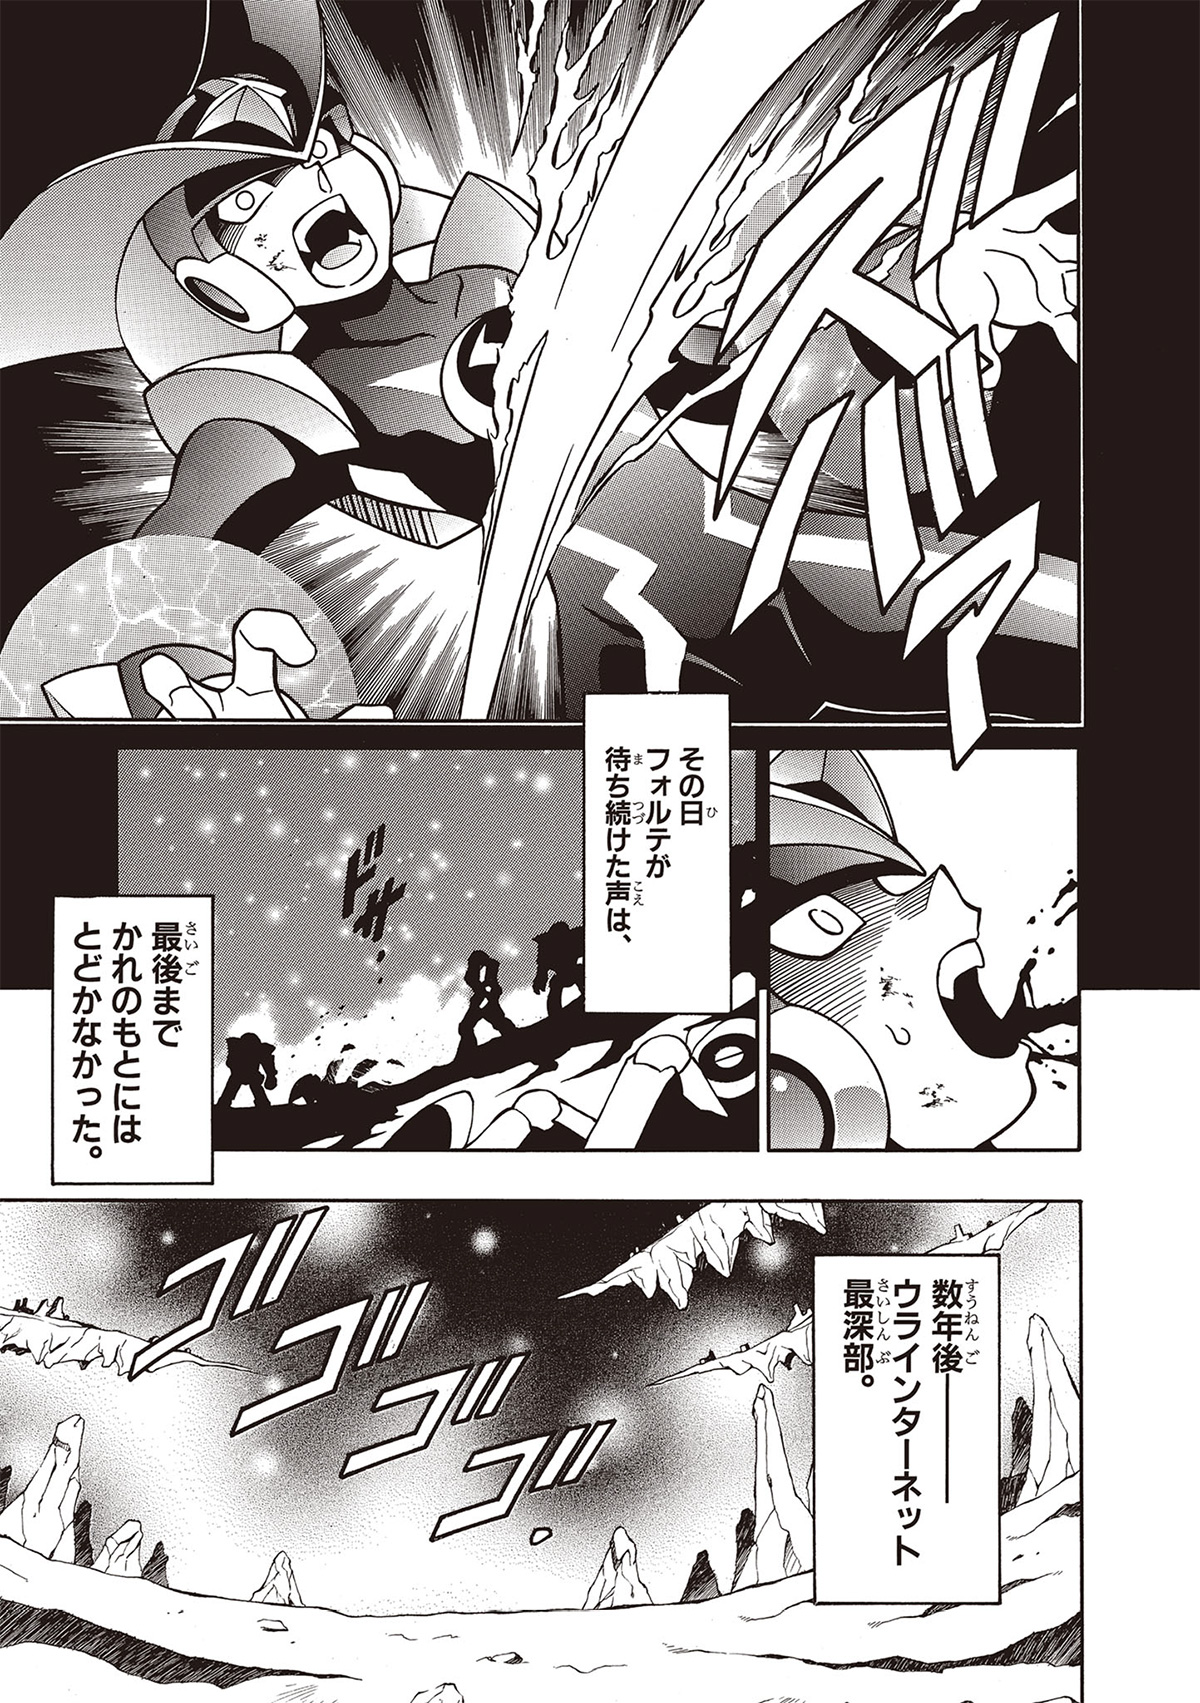 ズバァッ
その日
フォルテが
待ち続けた声は、
ドサ…
最後まで
かれのもとには
とどかなかった。
数年後――
ウラインターネット
最深部。
ゴゴゴゴ…